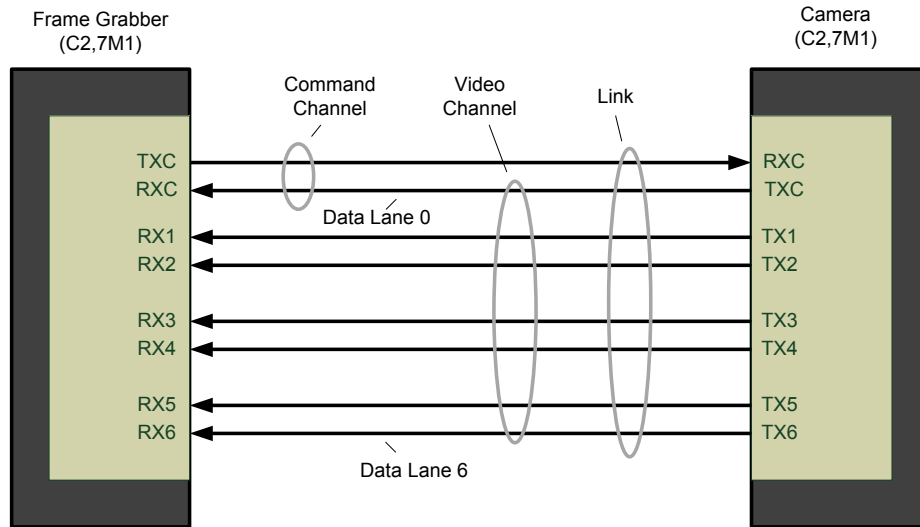 Frame Grabber
(C2,7M1)
Camera
(C2,7M1)
Command
Channel
Video
Channel
Link
TXC
RXC
RXC
TXC
Data Lane 0
RX1
TX1
RX2
TX2
RX3
TX3
RX4
TX4
RX5
TX5
RX6
TX6
Data Lane 6